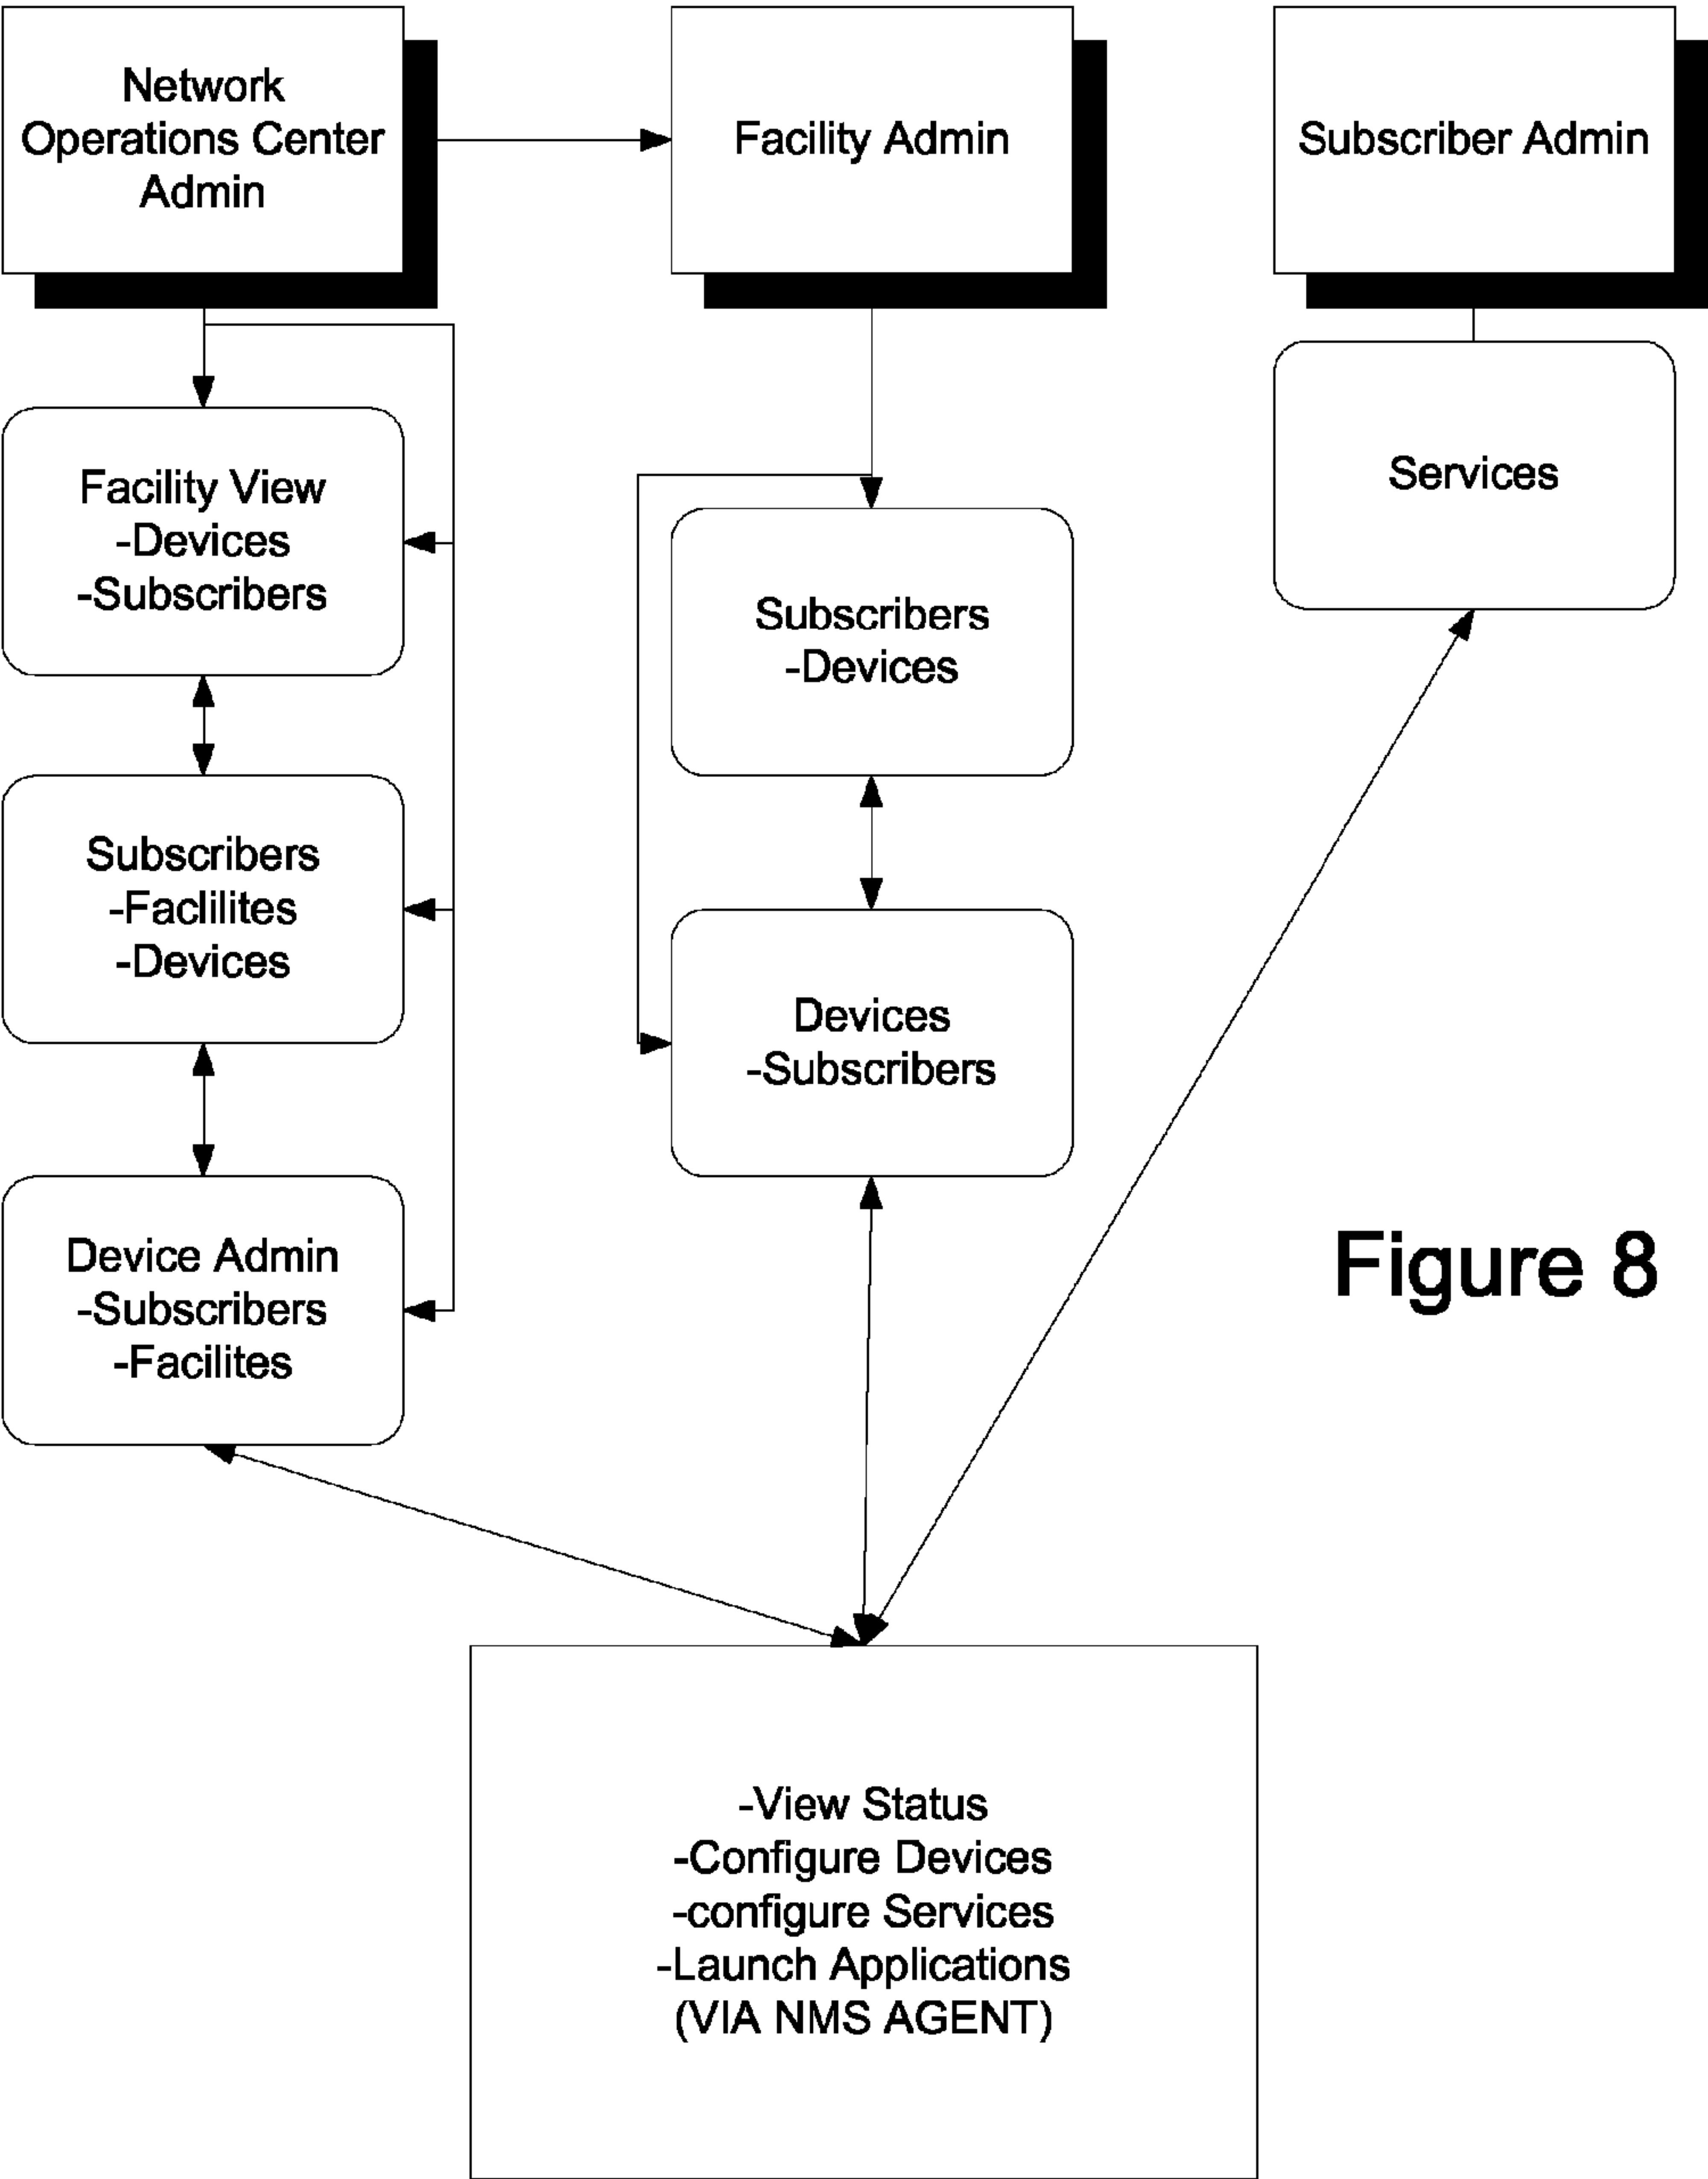 Network
Operations Center
Admin
Facility Admin
Subscriber Admin
Facility View
-Devices
-Subscribers
Subscribers
-Faclilites
-Devices
Device Admin
-Subscribers
-Facilites
Subscribers
-Devices
Devices
-Subscribers
Services
Figure 8
-View Status
-Configure Devices
-configure Services
-Launch Applications
(VIA NMS AGENT)